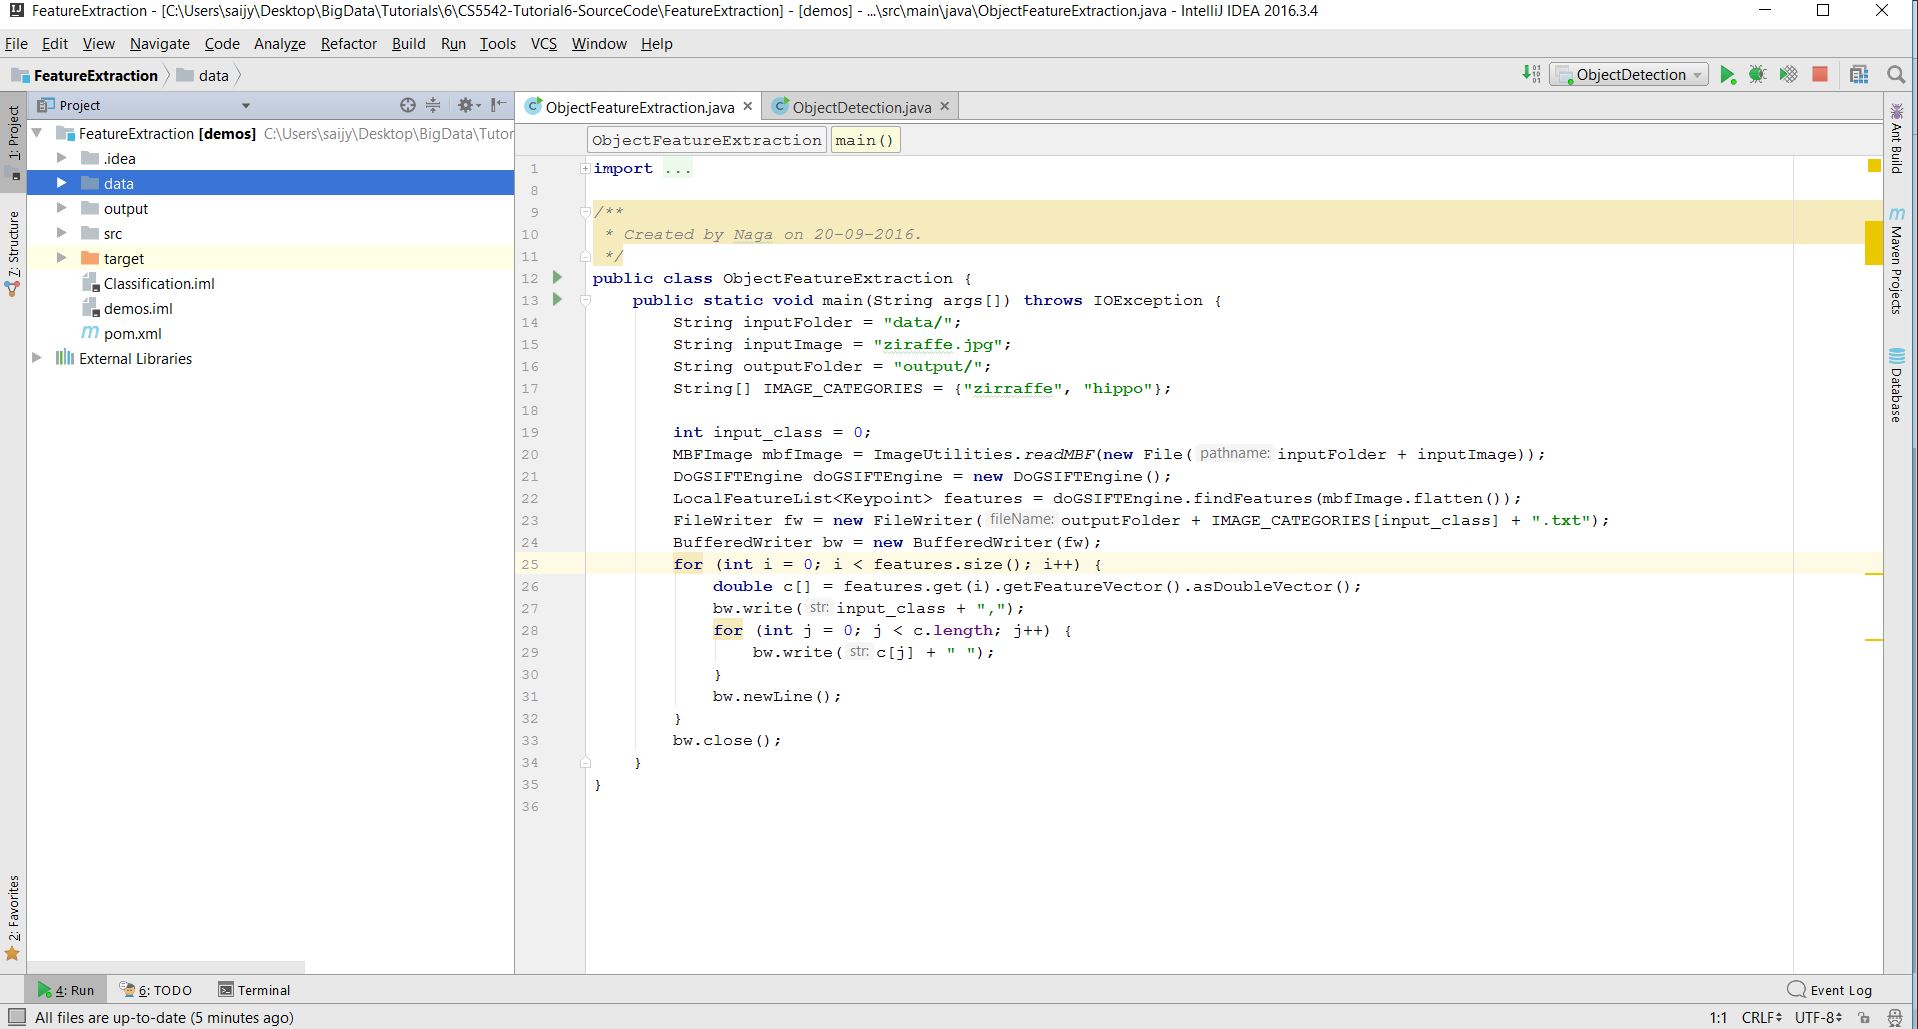 FeatureExtraction - [C:\Users\saijy\Desktop\BigData\Tutorials\6\CS5542-Tutorial6-SourceCode\FeatureExtraction] - [demos] - ...\src\main\java\ObjectFeatureExtraction.java - IntelliJ IDEA 2016.3.4
File Edit View Navigate Code Analyze Refactor Build Run Tools VCS Window Help
FeatureExtraction data
ObjectDetection
1: Project
7: Structure
2: Favorites
Project
FeatureExtraction [demos] C:\Users\saijy\Desktop\BigData\Tutor
.idea
data
output
src
target
Classification.iml
demos.iml
pom.xml
External Libraries
ObjectFeatureExtraction.java ObjectDetection.java
ObjectFeatureExtraction main()
1 import ...
8
9 /**
10 * Created by Naga on 20-09-2016.
11 */
12 public class ObjectFeatureExtraction {
13 public static void main(String args[]) throws IOException {
14 String inputFolder = "data/";
15 String inputImage = "ziraffe.jpg";
16 String outputFolder = "output/";
17 String[] IMAGE_CATEGORIES = {"zirraffe", "hippo"};
18
19 int input_class = 0;
20 MBFImage mbfImage = ImageUtilities.readMBF(new File( pathname: inputFolder + inputImage));
21 DoGSIFTEngine doGSIFTEngine = new DoGSIFTEngine();
22 LocalFeatureList<Keypoint> features = doGSIFTEngine.findFeatures(mbfImage.flatten());
23 FileWriter fw = new FileWriter( fileName: outputFolder + IMAGE_CATEGORIES[input_class] + ".txt");
24 BufferedWriter bw = new BufferedWriter(fw);
25 for (int i = 0; i < features.size(); i++) {
26 double c[] = features.get(i).getFeatureVector().asDoubleVector();
27 bw.write( str: input_class + ",");
28 for (int j = 0; j < c.length; j++) {
29 bw.write( str: c[j] + " ");
30 }
31 bw.newLine();
32 }
33 bw.close();
34 }
35 }
36
Ant Build
Maven Projects
Database
4: Run 6: TODO Terminal Event Log
All files are up-to-date (5 minutes ago) 1:1 CRLF UTF-8